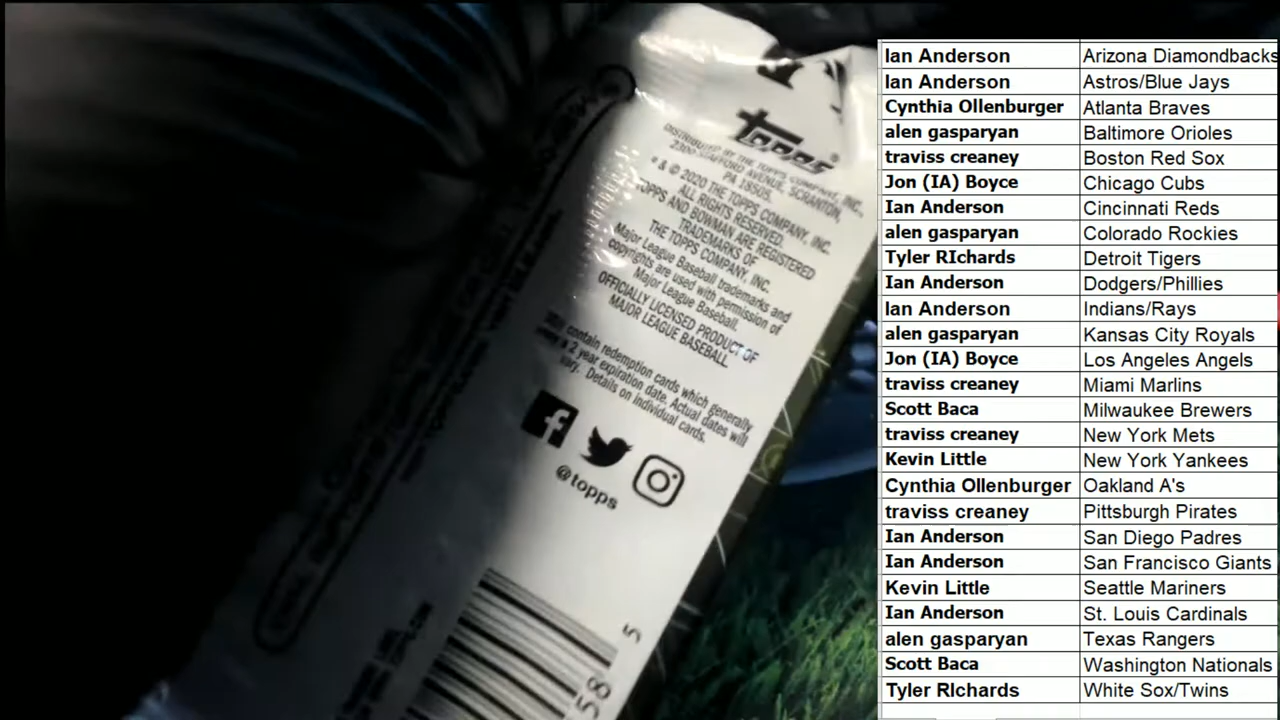 topps
DISTRIBUTED BY THE TOPPS COMPANY, INC.,
2300 STAFFORD AVENUE, SCRANTON,
PA 18505.
* & © 2020 THE TOPPS COMPANY, INC.
ALL RIGHTS RESERVED.
TOPPS AND BOWMAN ARE REGISTERED
TRADEMARKS OF
THE TOPPS COMPANY, INC.
Major League Baseball trademarks and
copyrights are used with permission of
Major League Baseball.
OFFICIALLY LICENSED PRODUCT OF
MAJOR LEAGUE BASEBALL.
contain redemption cards which generally
2 year expiration date. Actual dates will
vary. Details on individual cards.
@topps
58 5
Ian Anderson Arizona Diamondbacks
Ian Anderson Astros/Blue Jays
Cynthia Ollenburger Atlanta Braves
alen gasparyan Baltimore Orioles
traviss creaney Boston Red Sox
Jon (IA) Boyce Chicago Cubs
Ian Anderson Cincinnati Reds
alen gasparyan Colorado Rockies
Tyler RIchards Detroit Tigers
Ian Anderson Dodgers/Phillies
Ian Anderson Indians/Rays
alen gasparyan Kansas City Royals
Jon (IA) Boyce Los Angeles Angels
traviss creaney Miami Marlins
Scott Baca Milwaukee Brewers
traviss creaney New York Mets
Kevin Little New York Yankees
Cynthia Ollenburger Oakland A's
traviss creaney Pittsburgh Pirates
Ian Anderson San Diego Padres
Ian Anderson San Francisco Giants
Kevin Little Seattle Mariners
Ian Anderson St. Louis Cardinals
alen gasparyan Texas Rangers
Scott Baca Washington Nationals
Tyler RIchards White Sox/Twins